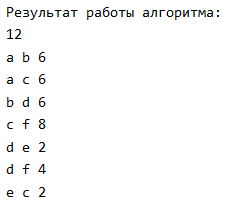 Результат работы алгоритма:
12
a b 6
a c 6
b d 6
c f 8
d e 2
d f 4
e c 2